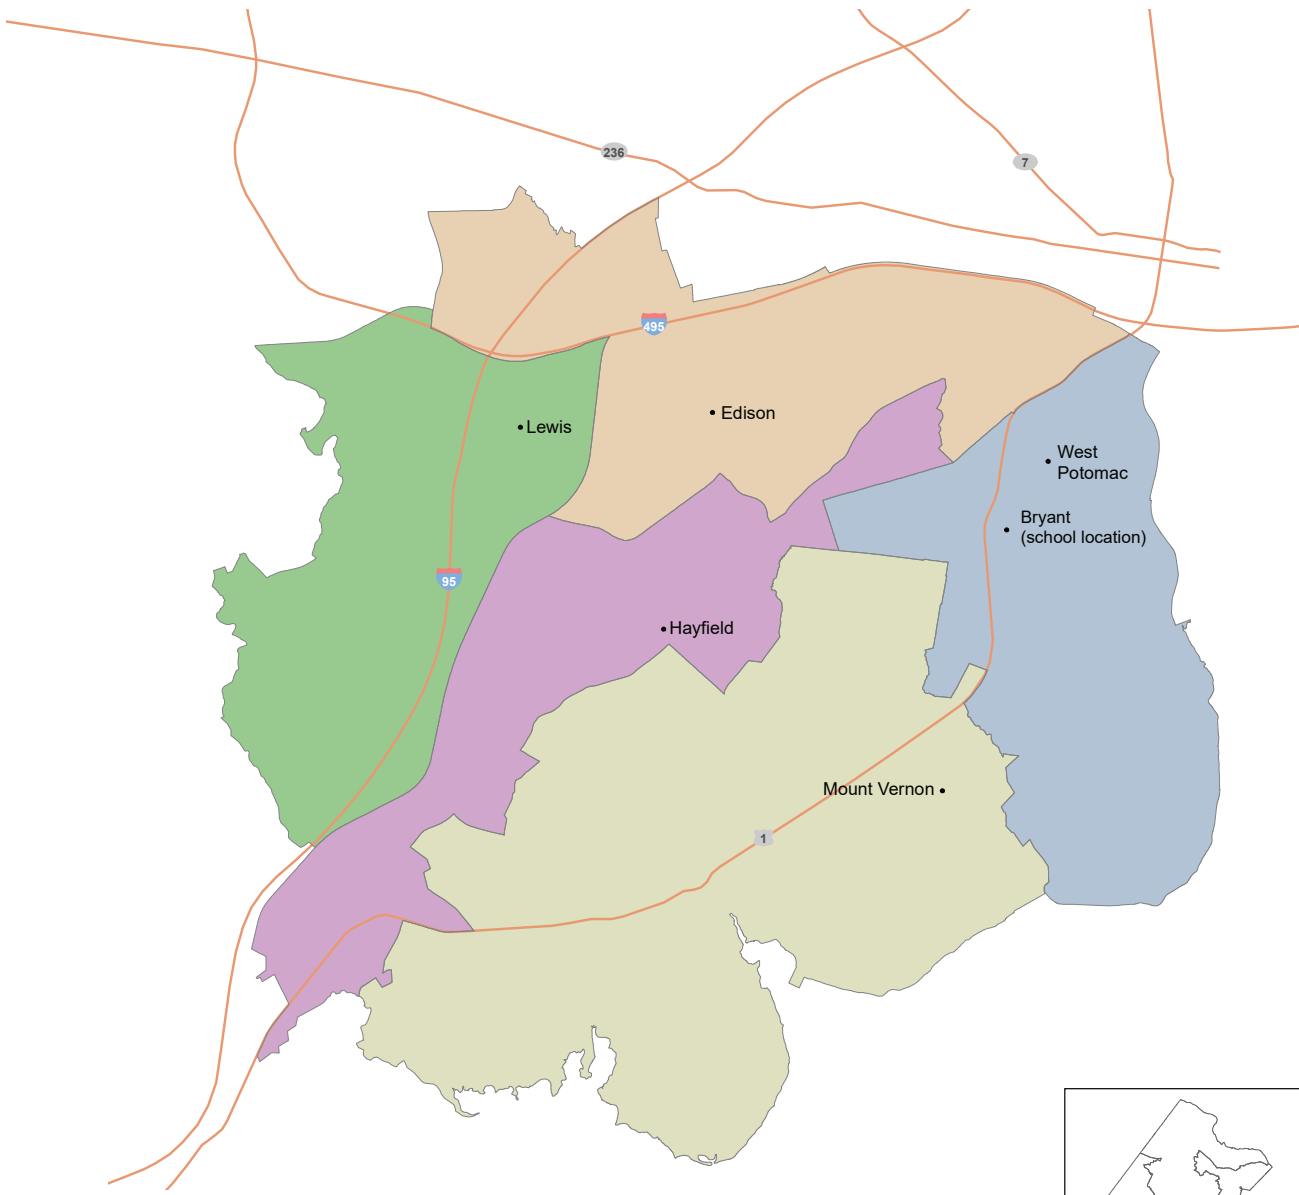 236
7
495
Edison
Lewis
West
Potomac
Bryant
(school location)
95
Hayfield
Mount Vernon
1